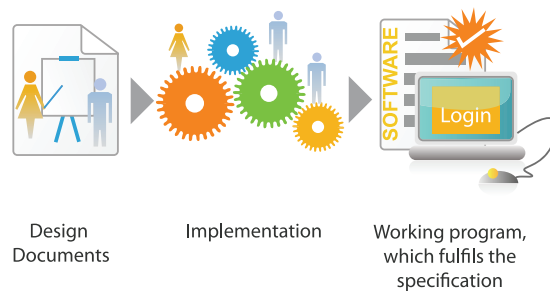 SOFTWARE
Login
Design
Documents
Implementation
Working program,
which fulfils the
specification